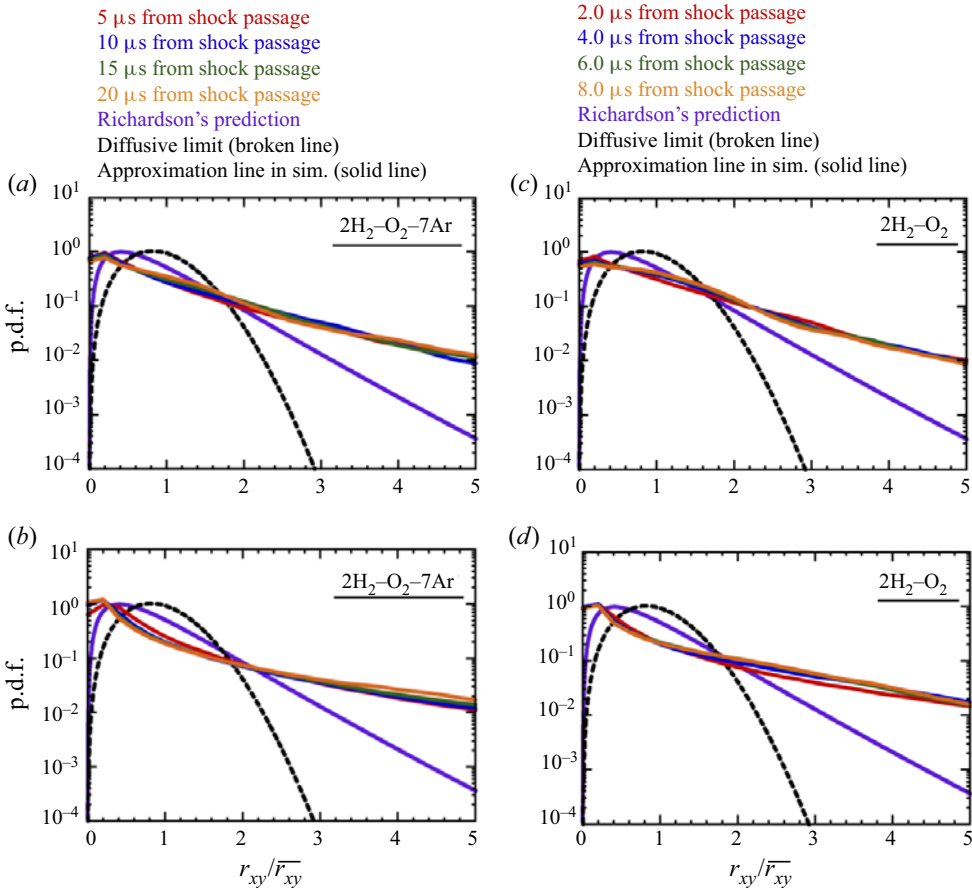 5 μs from shock passage
10 μs from shock passage
15 μs from shock passage
20 μs from shock passage
Richardson's prediction
Diffusive limit (broken line)
Approximation line in sim. (solid line)
2.0 μs from shock passage
4.0 μs from shock passage
6.0 μs from shock passage
8.0 μs from shock passage
Richardson's prediction
Diffusive limit (broken line)
Approximation line in sim. (solid line)
(a)
10¹
10⁰
10⁻¹
10⁻²
10⁻³
10⁻⁴
p.d.f.
2H₂–O₂–7Ar
0 1 2 3 4 5
(c)
10¹
10⁰
10⁻¹
10⁻²
10⁻³
10⁻⁴
2H₂–O₂
0 1 2 3 4 5
(b)
10¹
10⁰
10⁻¹
10⁻²
10⁻³
10⁻⁴
p.d.f.
2H₂–O₂–7Ar
0 1 2 3 4 5
r_xy/r̅_xy
(d)
10¹
10⁰
10⁻¹
10⁻²
10⁻³
10⁻⁴
2H₂–O₂
0 1 2 3 4 5
r_xy/r̅_xy